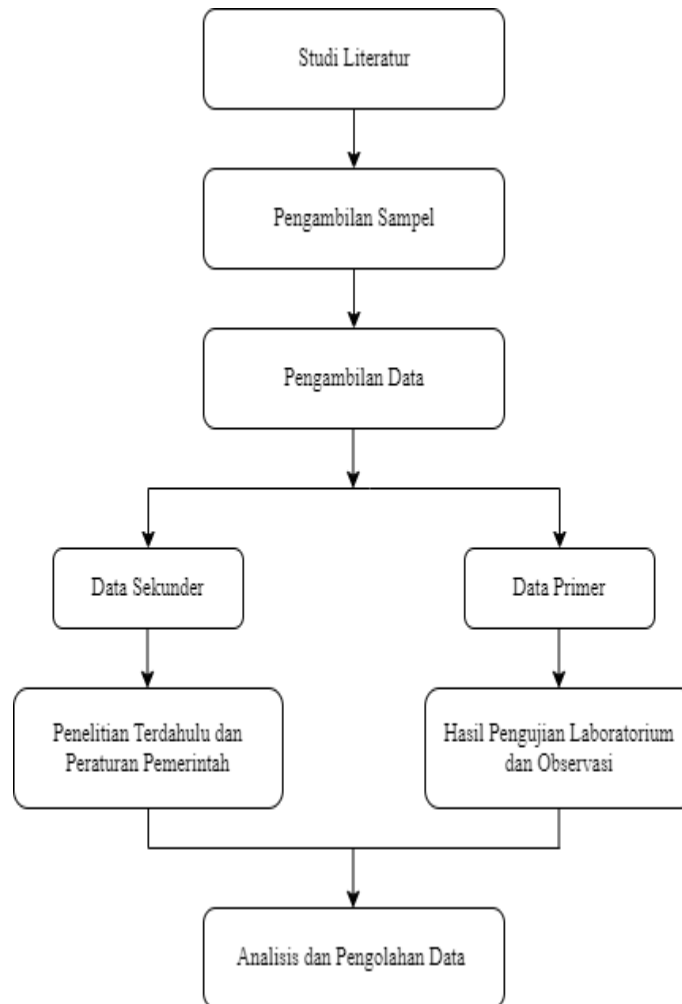 Studi Literatur
Pengambilan Sampel
Pengambilan Data
Data Sekunder
Data Primer
Penelitian Terdahulu dan
Peraturan Pemerintah
Hasil Pengujian Laboratorium
dan Observasi
Analisis dan Pengolahan Data